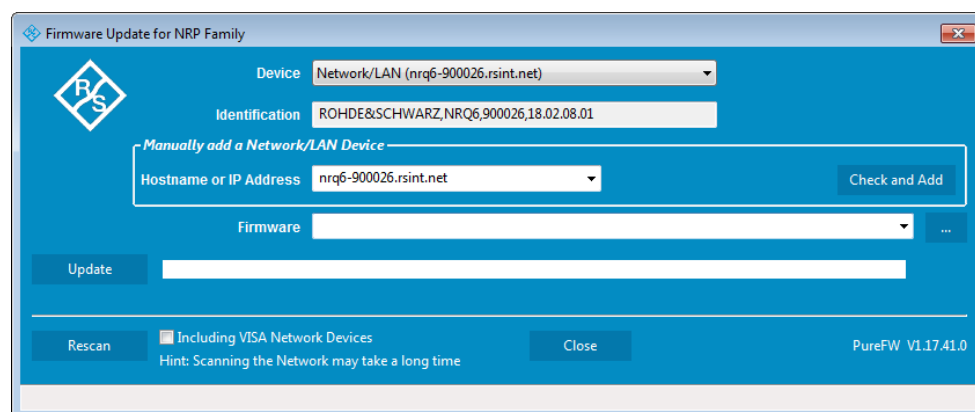 Firmware Update for NRP Family
R S
Device Network/LAN (nrq6-900026.rsint.net)
Identification ROHDE&SCHWARZ,NRQ6,900026,18.02.08.01
Manually add a Network/LAN Device
Hostname or IP Address nrq6-900026.rsint.net Check and Add
Firmware ...
Update
Including VISA Network Devices
Rescan Close PureFW V1.17.41.0
Hint: Scanning the Network may take a long time